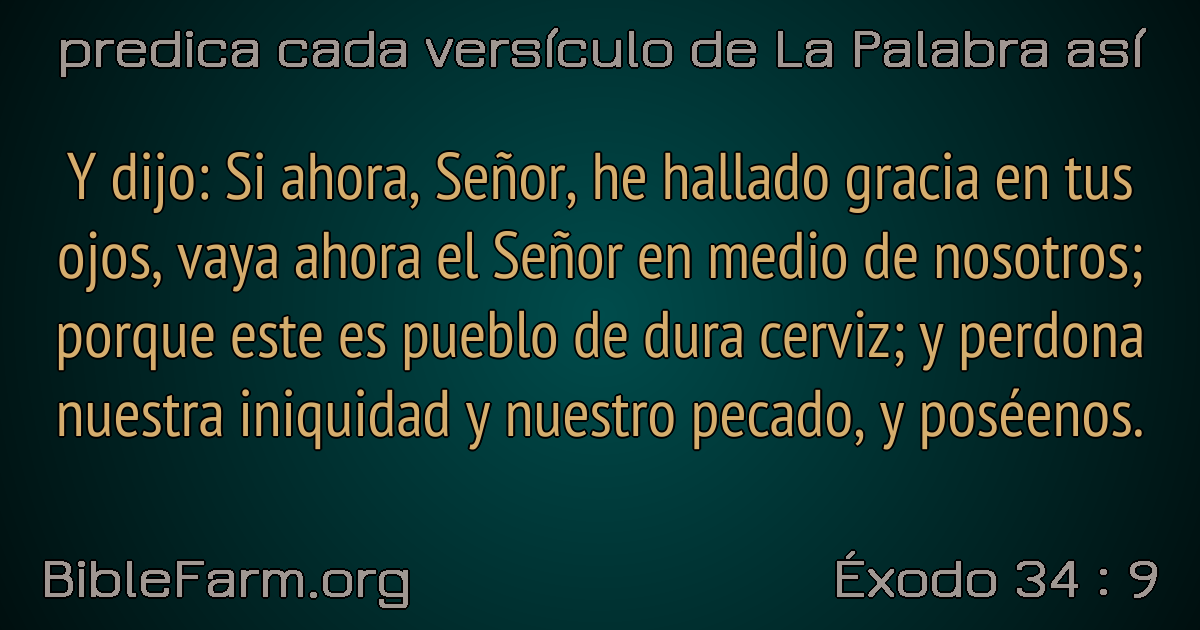 predica cada versículo de La Palabra así
Y dijo: Si ahora, Señor, he hallado gracia en tus
ojos, vaya ahora el Señor en medio de nosotros;
porque este es pueblo de dura cerviz; y perdona
nuestra iniquidad y nuestro pecado, y poséenos.
BibleFarm.org
Éxodo 34 : 9